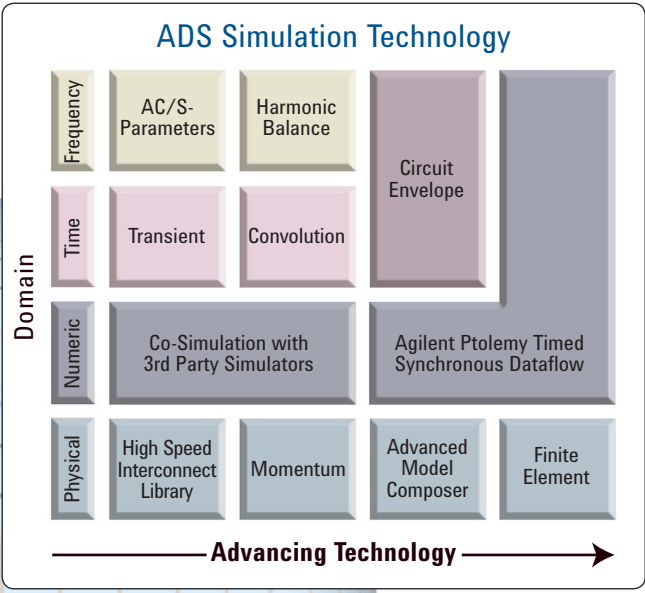 ADS Simulation Technology
Domain
Frequency
AC/S-
Parameters
Harmonic
Balance
Circuit
Envelope
Time
Transient
Convolution
Numeric
Co-Simulation with
3rd Party Simulators
Agilent Ptolemy Timed
Synchronous Dataflow
Physical
High Speed
Interconnect
Library
Momentum
Advanced
Model
Composer
Finite
Element
Advancing Technology